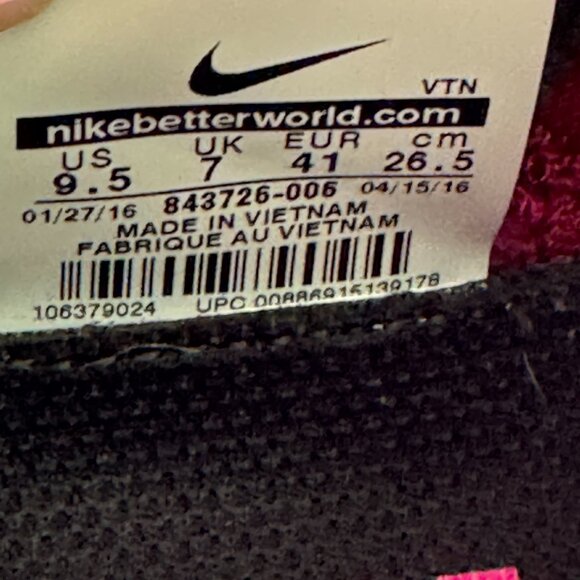 VTN
nikebetterworld.com
US UK EUR cm
9.5 7 41 26.5
01/27/16 843726-006 04/15/16
MADE IN VIETNAM
FABRIQUE AU VIETNAM
106379024 UPC 00886915139178